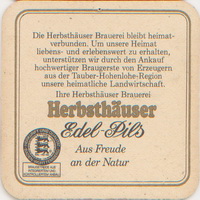 Die Herbsthäuser Brauerei bleibt heimat-
verbunden. Um unsere Heimat
liebens- und erlebenswert zu erhalten,
unterstützen wir durch den Ankauf
hochwertiger Braugerste von Erzeugern
aus der Tauber-Hohenlohe-Region
unsere heimatliche Landwirtschaft.
Ihre Herbsthäuser Brauerei
Herbsthäuser
Edel-Pils
Aus Freude
an der Natur